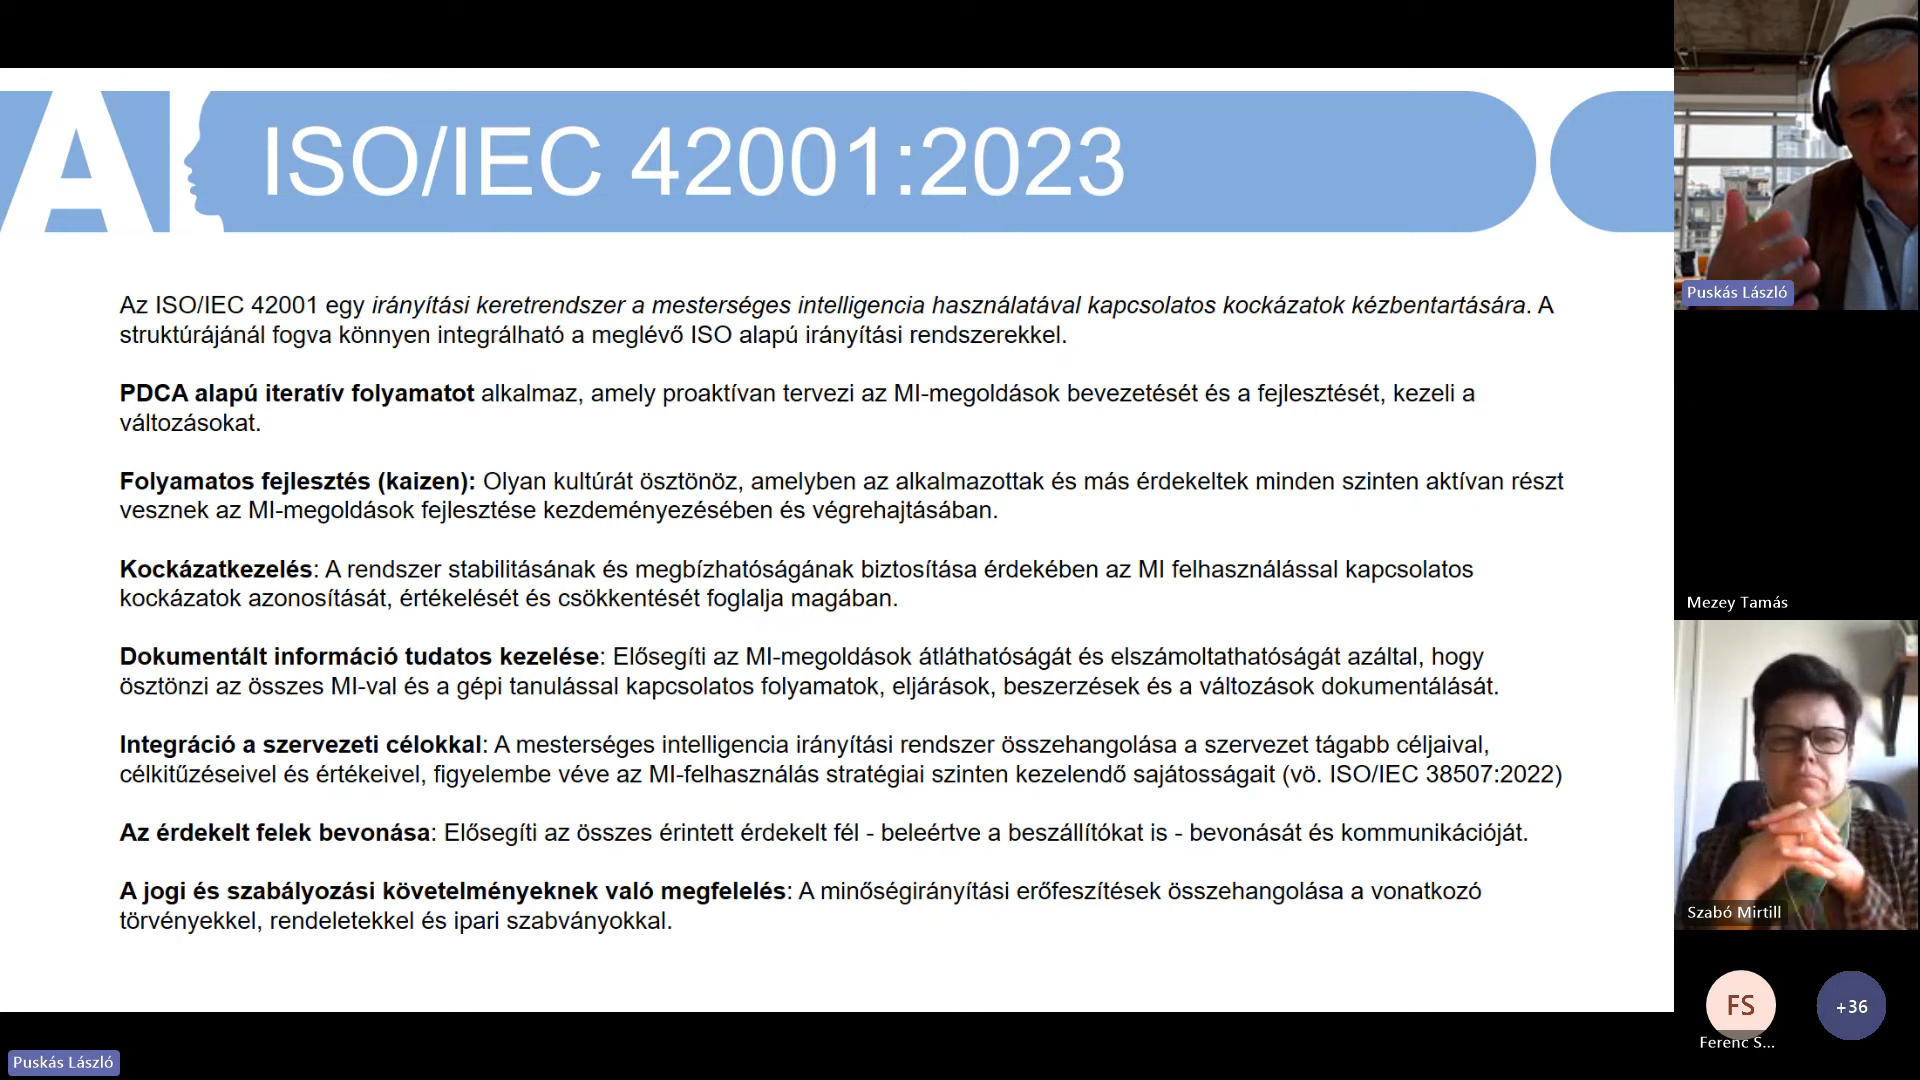 AI
ISO/IEC 42001:2023
Az ISO/IEC 42001 egy irányítási keretrendszer a mesterséges intelligencia használatával kapcsolatos kockázatok kézbentartására. A
struktúrájánál fogva könnyen integrálható a meglévő ISO alapú irányítási rendszerekkel.
PDCA alapú iteratív folyamatot alkalmaz, amely proaktívan tervezi az MI-megoldások bevezetését és a fejlesztését, kezeli a
változásokat.
Folyamatos fejlesztés (kaizen): Olyan kultúrát ösztönöz, amelyben az alkalmazottak és más érdekeltek minden szinten aktívan részt
vesznek az MI-megoldások fejlesztése kezdeményezésében és végrehajtásában.
Kockázatkezelés: A rendszer stabilitásának és megbízhatóságának biztosítása érdekében az MI felhasználással kapcsolatos
kockázatok azonosítását, értékelését és csökkentését foglalja magában.
Dokumentált információ tudatos kezelése: Elősegíti az MI-megoldások átláthatóságát és elszámoltathatóságát azáltal, hogy
ösztönzi az összes MI-val és a gépi tanulással kapcsolatos folyamatok, eljárások, beszerzések és a változások dokumentálását.
Integráció a szervezeti célokkal: A mesterséges intelligencia irányítási rendszer összehangolása a szervezet tágabb céljaival,
célkitűzéseivel és értékeivel, figyelembe véve az MI-felhasználás stratégiai szinten kezelendő sajátosságait (vö. ISO/IEC 38507:2022)
Az érdekelt felek bevonása: Elősegíti az összes érintett érdekelt fél - beleértve a beszállítókat is - bevonását és kommunikációját.
A jogi és szabályozási követelményeknek való megfelelés: A minőségirányítási erőfeszítések összehangolása a vonatkozó
törvényekkel, rendeletekkel és ipari szabványokkal.
Puskás László
Mezey Tamás
Szabó Mirtill
FS
Ferenc S...
+36
Puskás László